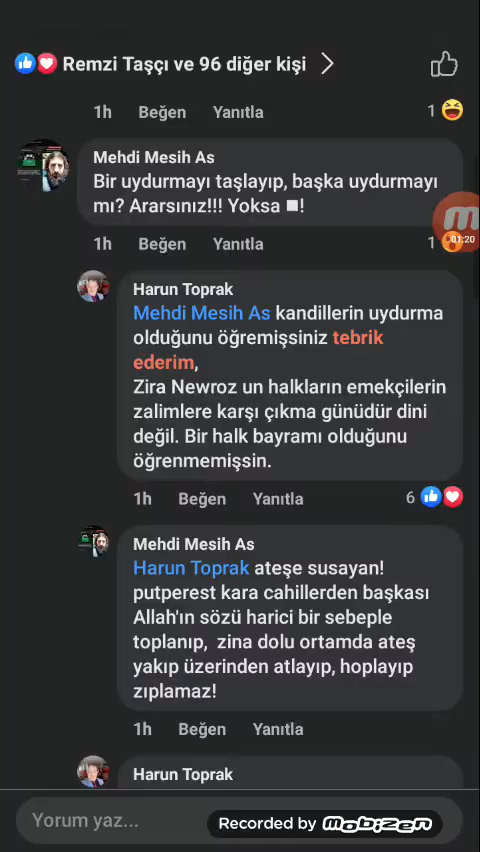 Remzi Taşçı ve 96 diğer kişi
1h Beğen Yanıtla 1
Mehdi Mesih As
Bir uydurmayı taşlayıp, başka uydurmayı
mı? Ararsınız!!! Yoksa ■!
01:20
1h Beğen Yanıtla 1
Harun Toprak
Mehdi Mesih As kandillerin uydurma
olduğunu öğremişsiniz tebrik
ederim,
Zira Newroz un halkların emekçilerin
zalimlere karşı çıkma günüdür dini
değil. Bir halk bayramı olduğunu
öğrenmemişsin.
1h Beğen Yanıtla 6
Mehdi Mesih As
Harun Toprak ateşe susayan!
putperest kara cahillerden başkası
Allah'ın sözü harici bir sebeple
toplanıp, zina dolu ortamda ateş
yakıp üzerinden atlayıp, hoplayıp
zıplamaz!
1h Beğen Yanıtla
Harun Toprak
Yorum yaz...
Recorded by mobizen